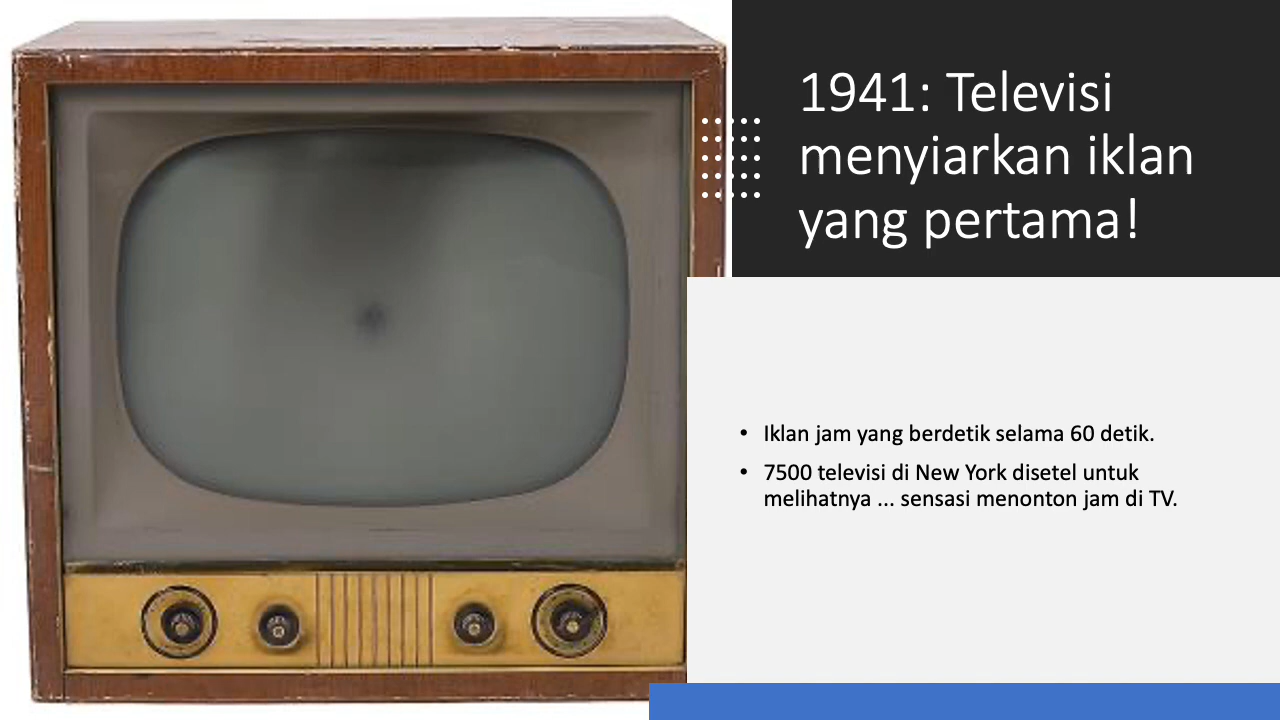 1941: Televisi
menyiarkan iklan
yang pertama!
• Iklan jam yang berdetik selama 60 detik.
• 7500 televisi di New York disetel untuk
melihatnya ... sensasi menonton jam di TV.